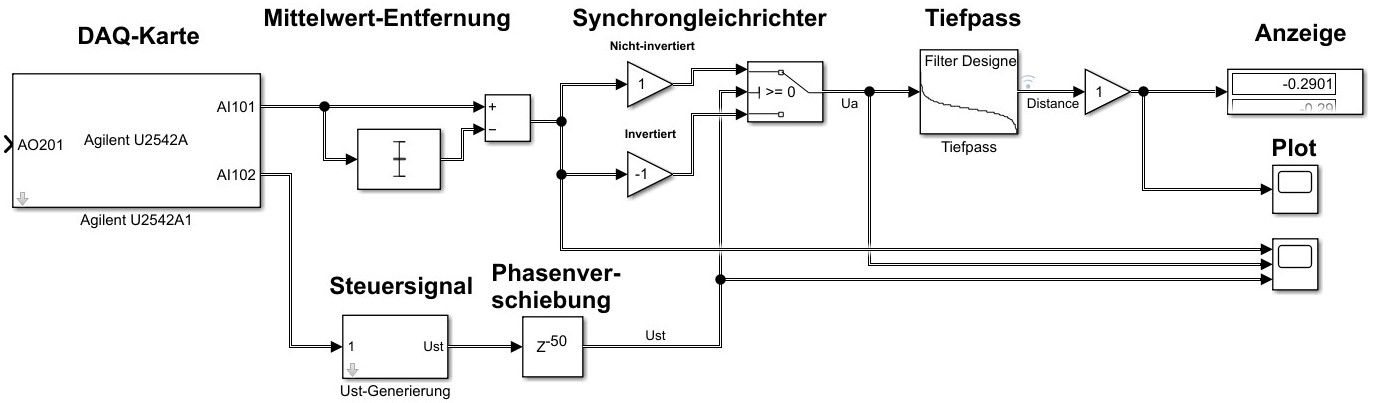 DAQ-Karte
Mittelwert-Entfernung
Synchrongleichrichter
Tiefpass
Anzeige
Nicht-invertiert
AI101
AO201
Agilent U2542A
AI102
Agilent U2542A1
+
−
1
>= 0
Invertiert
-1
Ua
Filter Designe
Tiefpass
Distance
1
-0.2901
-0.29
Plot
Steuersignal
Phasenver-
schiebung
1
Ust
Ust-Generierung
Z-50
Ust